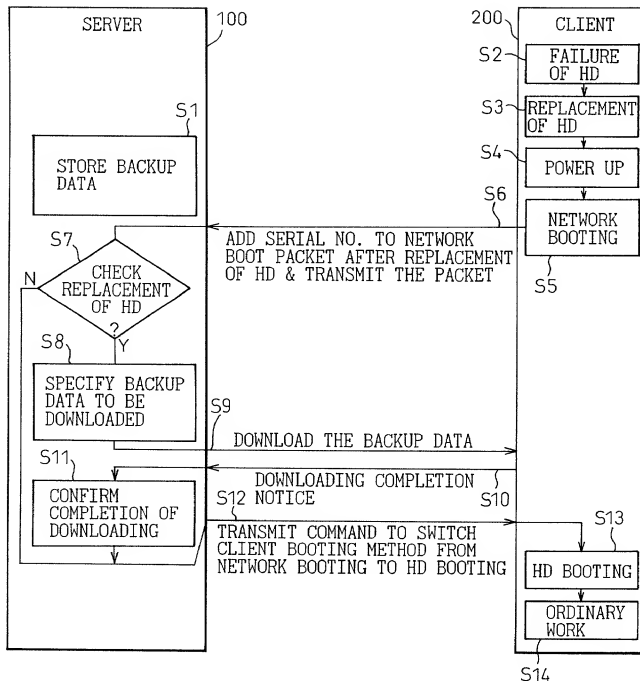 SERVER
100
200
CLIENT
S2
FAILURE
OF HD
S3
REPLACEMENT
OF HD
S1
STORE BACKUP
DATA
S4
POWER UP
S6
NETWORK
BOOTING
S5
ADD SERIAL NO. TO NETWORK
BOOT PACKET AFTER REPLACEMENT
OF HD & TRANSMIT THE PACKET
S7
N
CHECK
REPLACEMENT
OF HD
?
Y
S8
SPECIFY BACKUP
DATA TO BE
DOWNLOADED
S9
DOWNLOAD THE BACKUP DATA
S11
DOWNLOADING COMPLETION
NOTICE
S10
CONFIRM
COMPLETION OF
DOWNLOADING
S12
TRANSMIT COMMAND TO SWITCH
CLIENT BOOTING METHOD FROM
NETWORK BOOTING TO HD BOOTING
S13
HD BOOTING
ORDINARY
WORK
S14